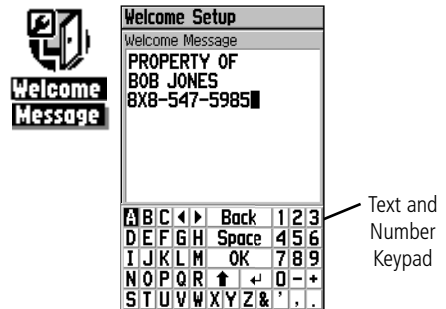 Welcome
Message
Welcome Setup
Welcome Message
PROPERTY OF
BOB JONES
8X8-547-5985
A B C Back 1 2 3
D E F G H Space 4 5 6
I J K L M OK 7 8 9
N O P Q R 0 - +
S T U V W X Y Z & ' , .
Text and
Number
Keypad